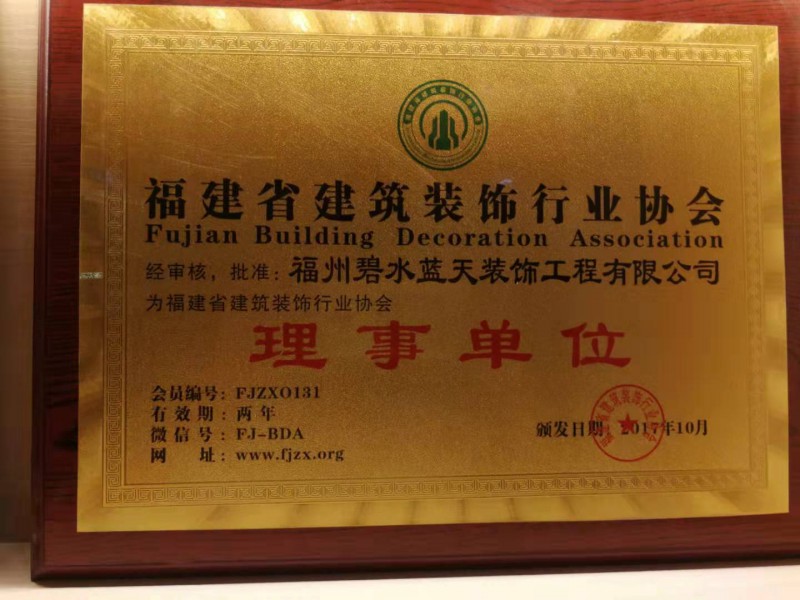 福建省建筑装饰行业协会
Fujian Building Decoration Association
经审核，批准：福州碧水蓝天装饰工程有限公司
为福建省建筑装饰行业协会
理事单位
会员编号：FJZXO131
有效期：两年
微信号：FJ-BDA
网 址：www.fjzx.org
颁发日期：2017年10月